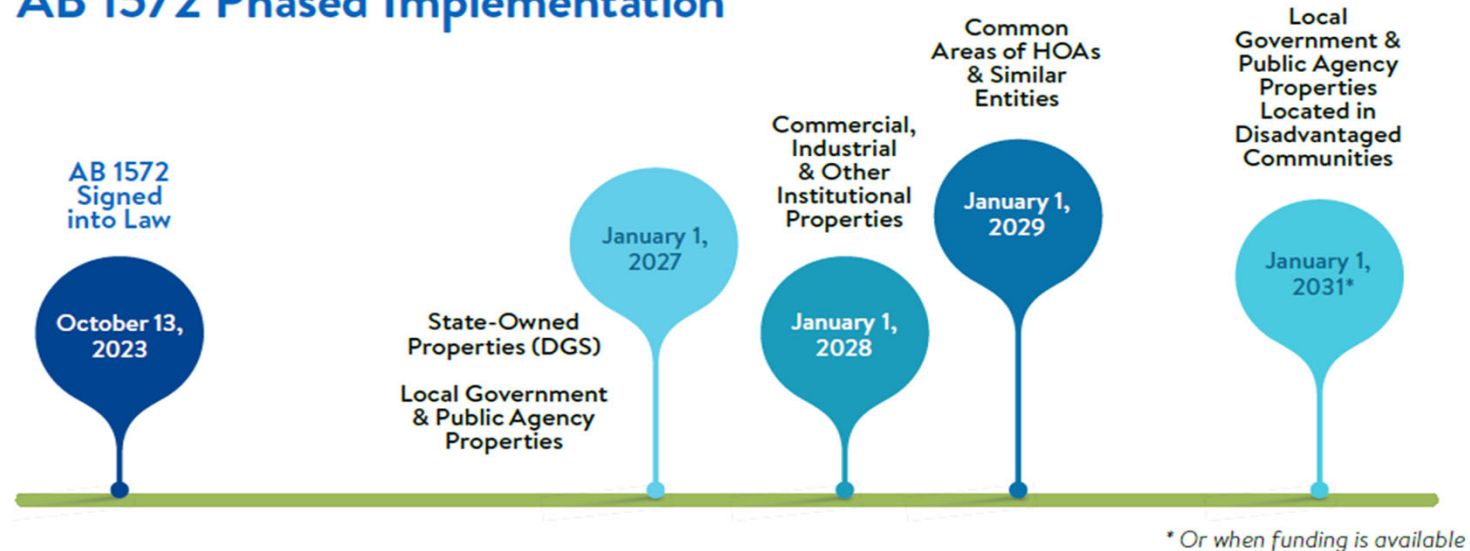 AB 1572 Phased Implementation
AB 1572
Signed
into Law
October 13,
2023
State-Owned
Properties (DGS)
Local Government
& Public Agency
Properties
January 1,
2027
Commercial,
Industrial
& Other
Institutional
Properties
January 1,
2028
Common
Areas of HOAs
& Similar
Entities
January 1,
2029
Local
Government &
Public Agency
Properties
Located in
Disadvantaged
Communities
January 1,
2031*
* Or when funding is available